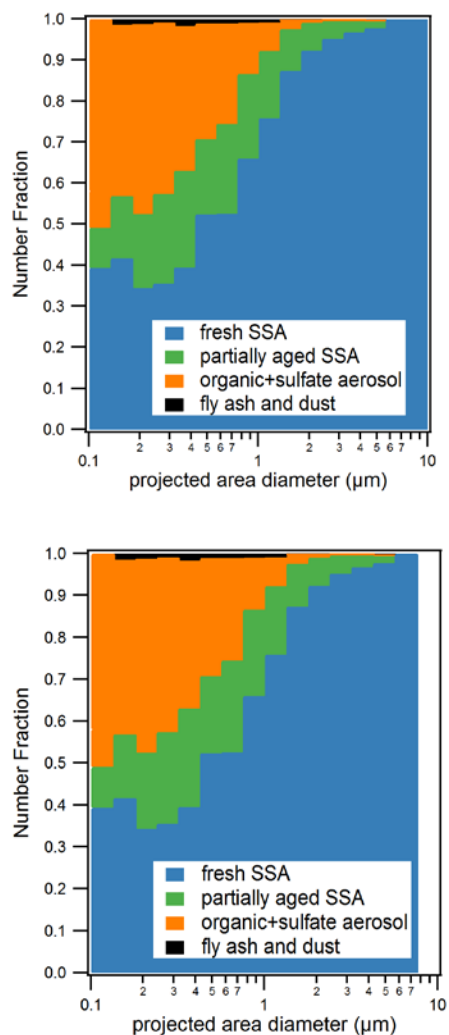 1.0
0.9
0.8
0.7
0.6
0.5
0.4
0.3
0.2
0.1
0.0
Number Fraction
fresh SSA
partially aged SSA
organic+sulfate aerosol
fly ash and dust
0.1 2 3 4 5 6 7 1 2 3 4 5 6 7 10
projected area diameter (µm)
1.0
0.9
0.8
0.7
0.6
0.5
0.4
0.3
0.2
0.1
0.0
Number Fraction
fresh SSA
partially aged SSA
organic+sulfate aerosol
fly ash and dust
0.1 2 3 4 5 6 7 1 2 3 4 5 6 7 10
projected area diameter (µm)